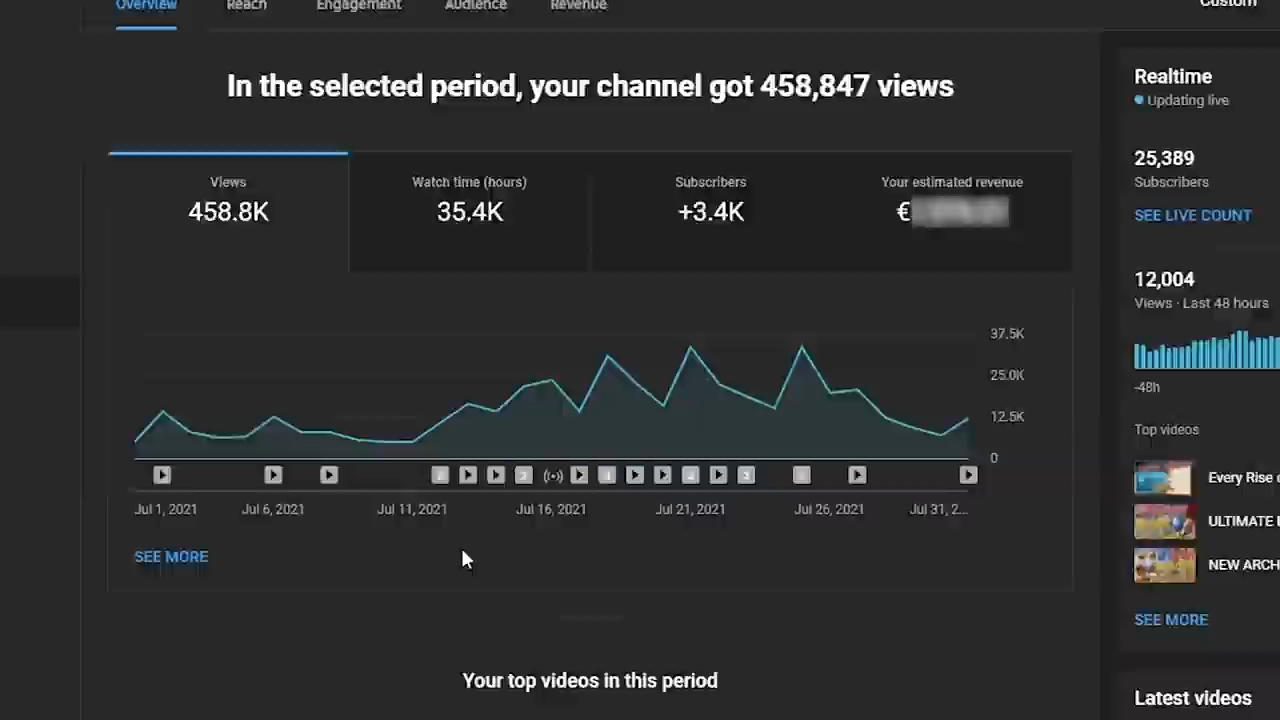 Overview Reach Engagement Audience Revenue
Custom
In the selected period, your channel got 458,847 views
Views
458.8K
Watch time (hours)
35.4K
Subscribers
+3.4K
Your estimated revenue
€
37.5K
25.0K
12.5K
0
Jul 1, 2021 Jul 6, 2021 Jul 11, 2021 Jul 16, 2021 Jul 21, 2021 Jul 26, 2021 Jul 31, 2...
SEE MORE
Your top videos in this period
Realtime
Updating live
25,389
Subscribers
SEE LIVE COUNT
12,004
Views · Last 48 hours
-48h
Top videos
Every Rise
ULTIMATE
NEW ARCH
SEE MORE
Latest videos